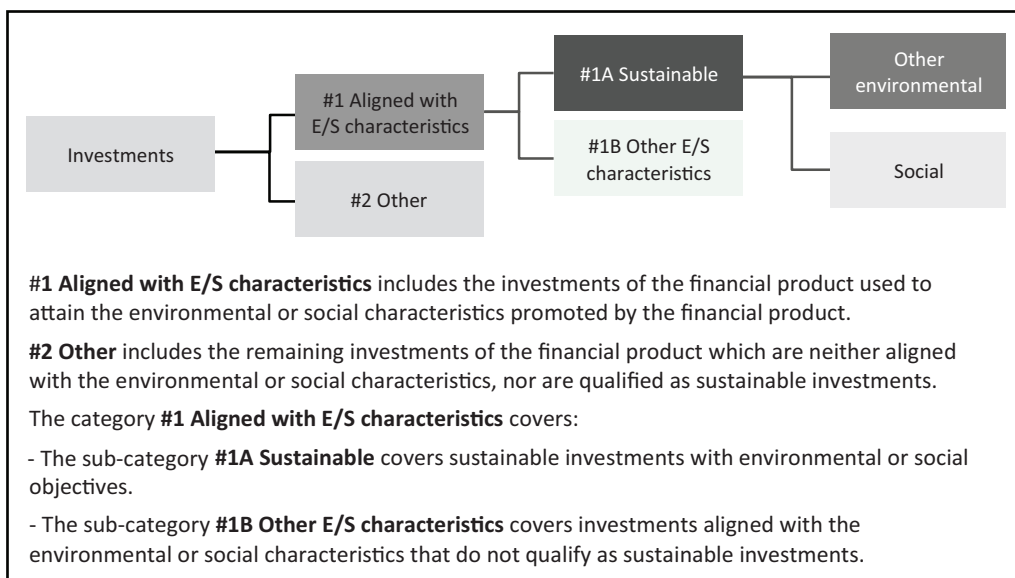 Investments
#1 Aligned with
E/S characteristics
#2 Other
#1A Sustainable
#1B Other E/S
characteristics
Other
environmental
Social
#1 Aligned with E/S characteristics includes the investments of the financial product used to
attain the environmental or social characteristics promoted by the financial product.
#2 Other includes the remaining investments of the financial product which are neither aligned
with the environmental or social characteristics, nor are qualified as sustainable investments.
The category #1 Aligned with E/S characteristics covers:
- The sub-category #1A Sustainable covers sustainable investments with environmental or social
objectives.
- The sub-category #1B Other E/S characteristics covers investments aligned with the
environmental or social characteristics that do not qualify as sustainable investments.